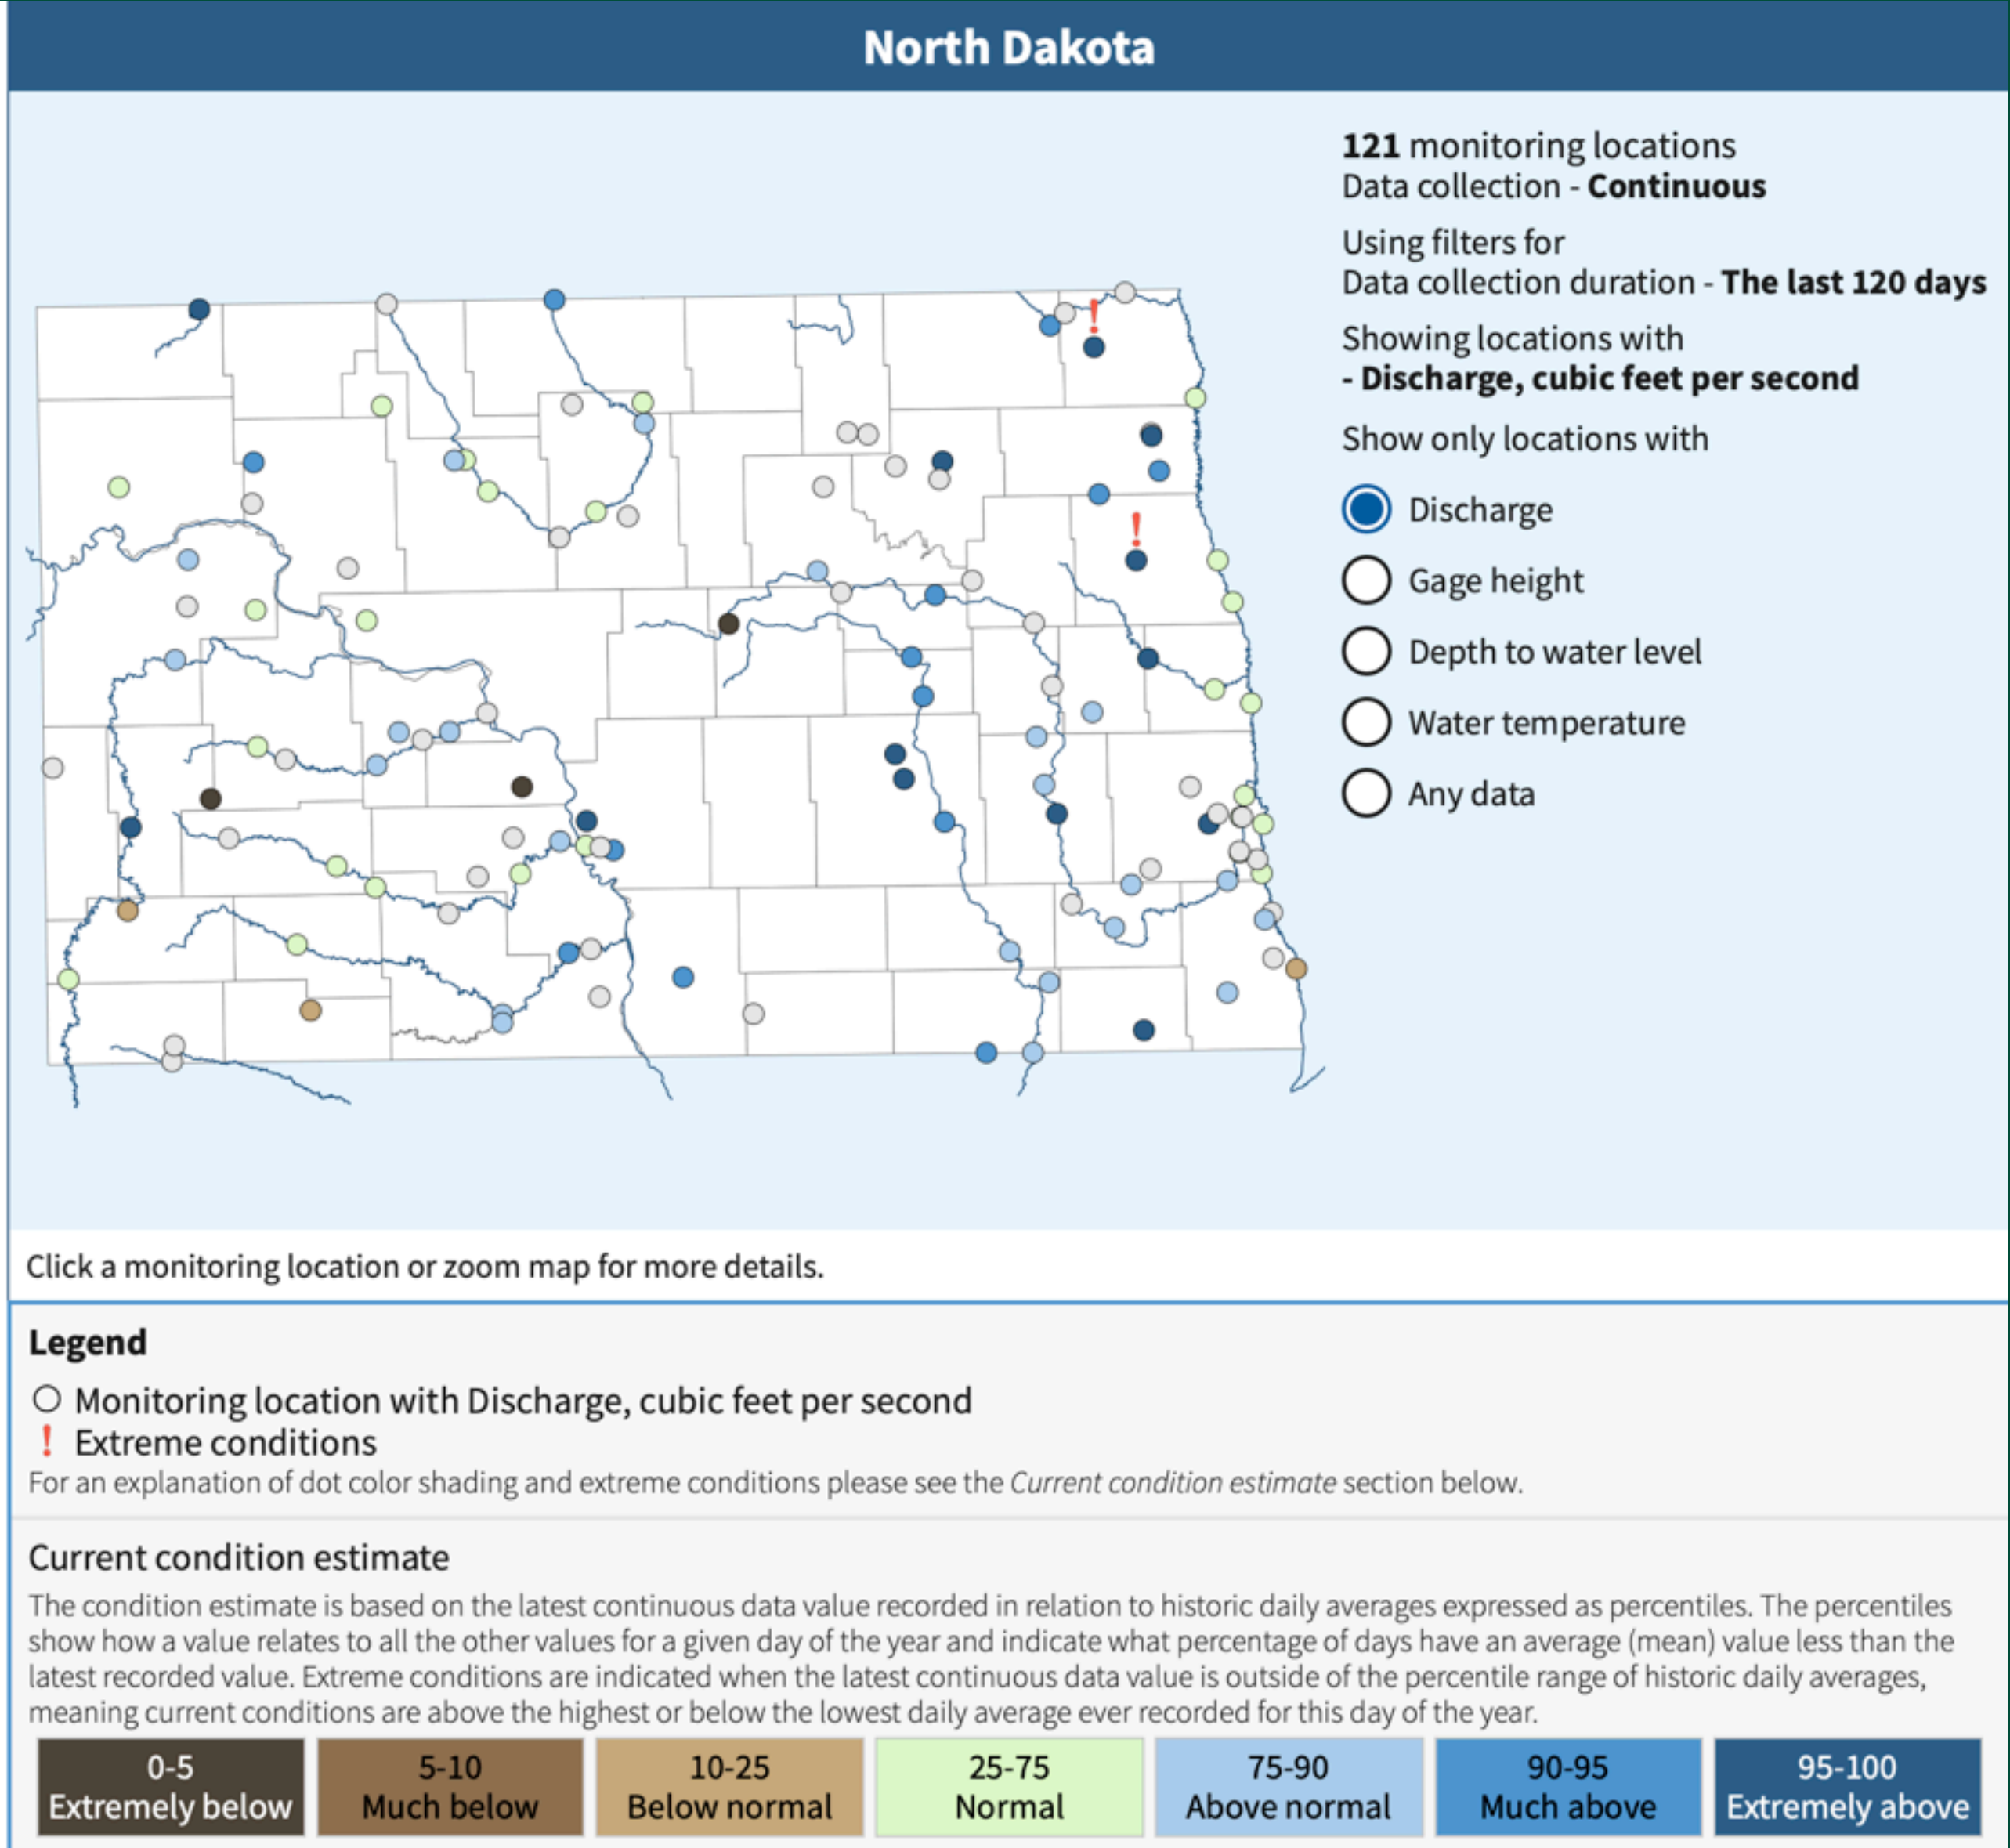 North Dakota
121 monitoring locations
Data collection - Continuous
Using filters for
Data collection duration - The last 120 days
Showing locations with
- Discharge, cubic feet per second
Show only locations with
Discharge
Gage height
Depth to water level
Water temperature
Any data
!
!
Click a monitoring location or zoom map for more details.
Legend
Monitoring location with Discharge, cubic feet per second
! Extreme conditions
For an explanation of dot color shading and extreme conditions please see the Current condition estimate section below.
Current condition estimate
The condition estimate is based on the latest continuous data value recorded in relation to historic daily averages expressed as percentiles. The percentiles
show how a value relates to all the other values for a given day of the year and indicate what percentage of days have an average (mean) value less than the
latest recorded value. Extreme conditions are indicated when the latest continuous data value is outside of the percentile range of historic daily averages,
meaning current conditions are above the highest or below the lowest daily average ever recorded for this day of the year.
0-5
Extremely below
5-10
Much below
10-25
Below normal
25-75
Normal
75-90
Above normal
90-95
Much above
95-100
Extremely above